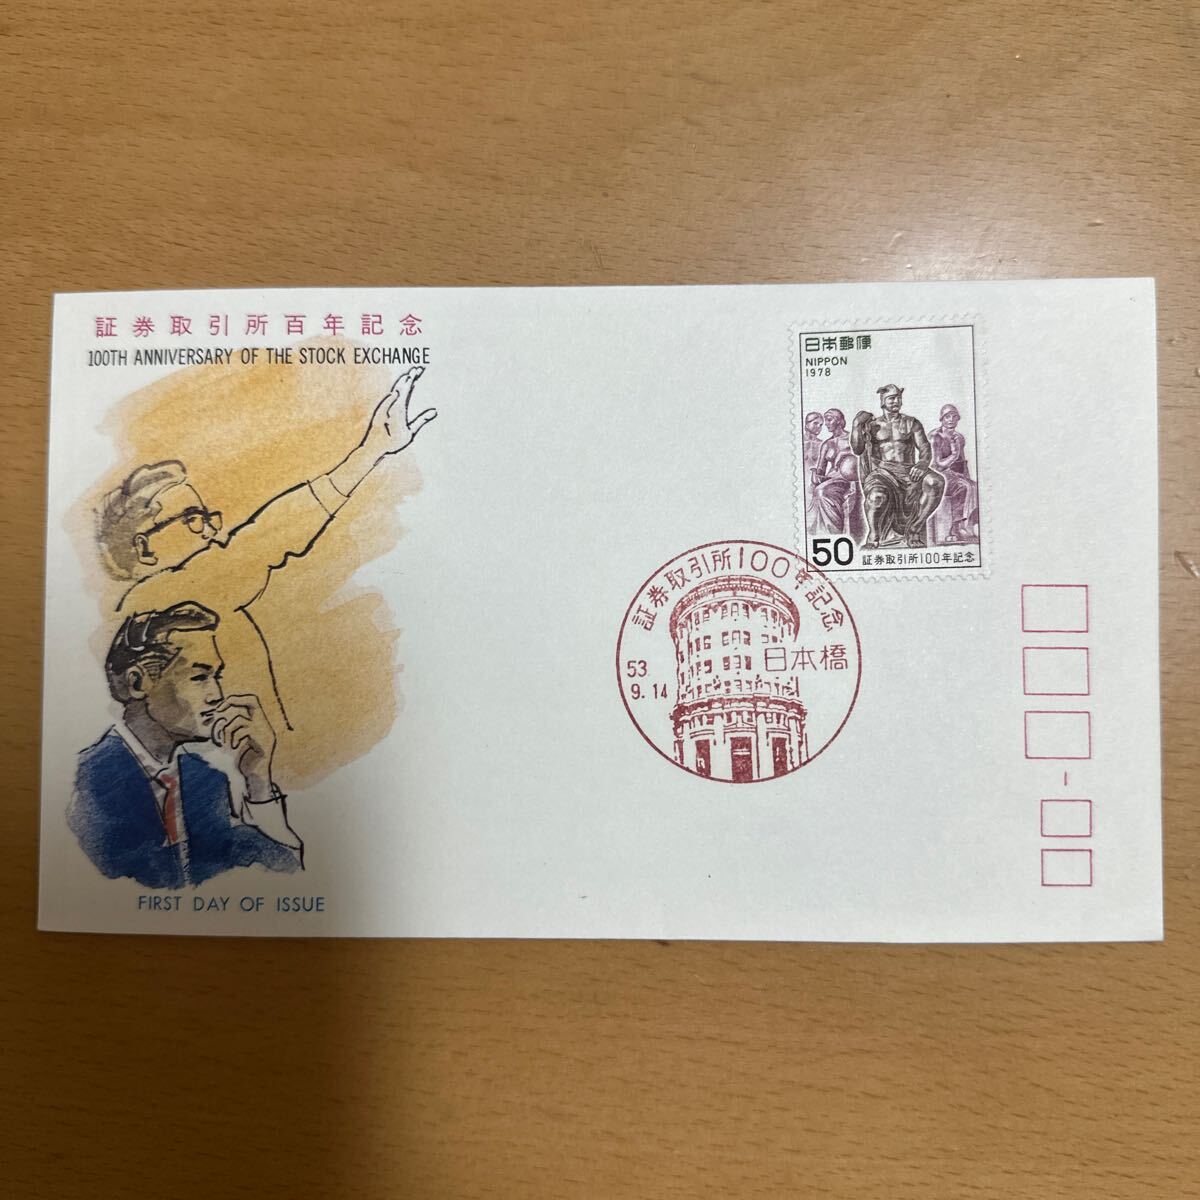 証券取引所百年記念
100TH ANNIVERSARY OF THE STOCK EXCHANGE
FIRST DAY OF ISSUE
日本郵便
NIPPON
1978
50 証券取引所100年記念
証券取引所100年記念
日本橋
53
9.14